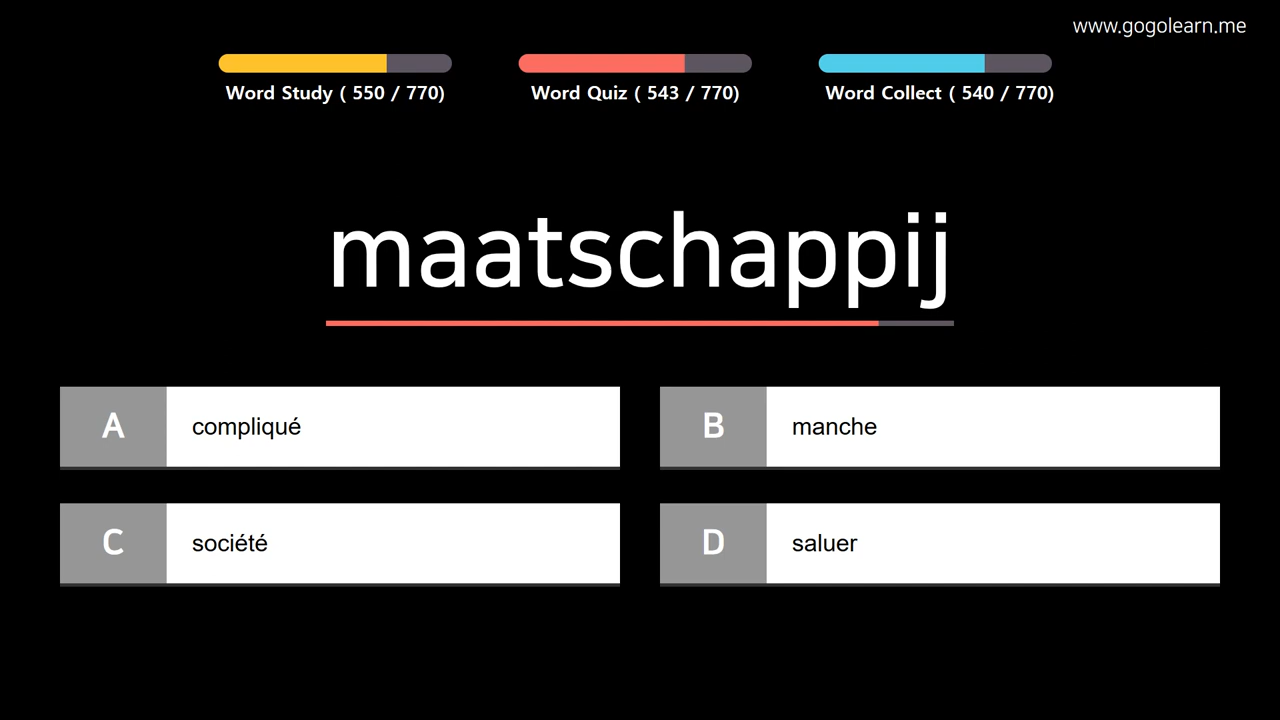 www.gogolearn.me
Word Study ( 550 / 770)
Word Quiz ( 543 / 770)
Word Collect ( 540 / 770)
maatschappij
A compliqué
B manche
C société
D saluer